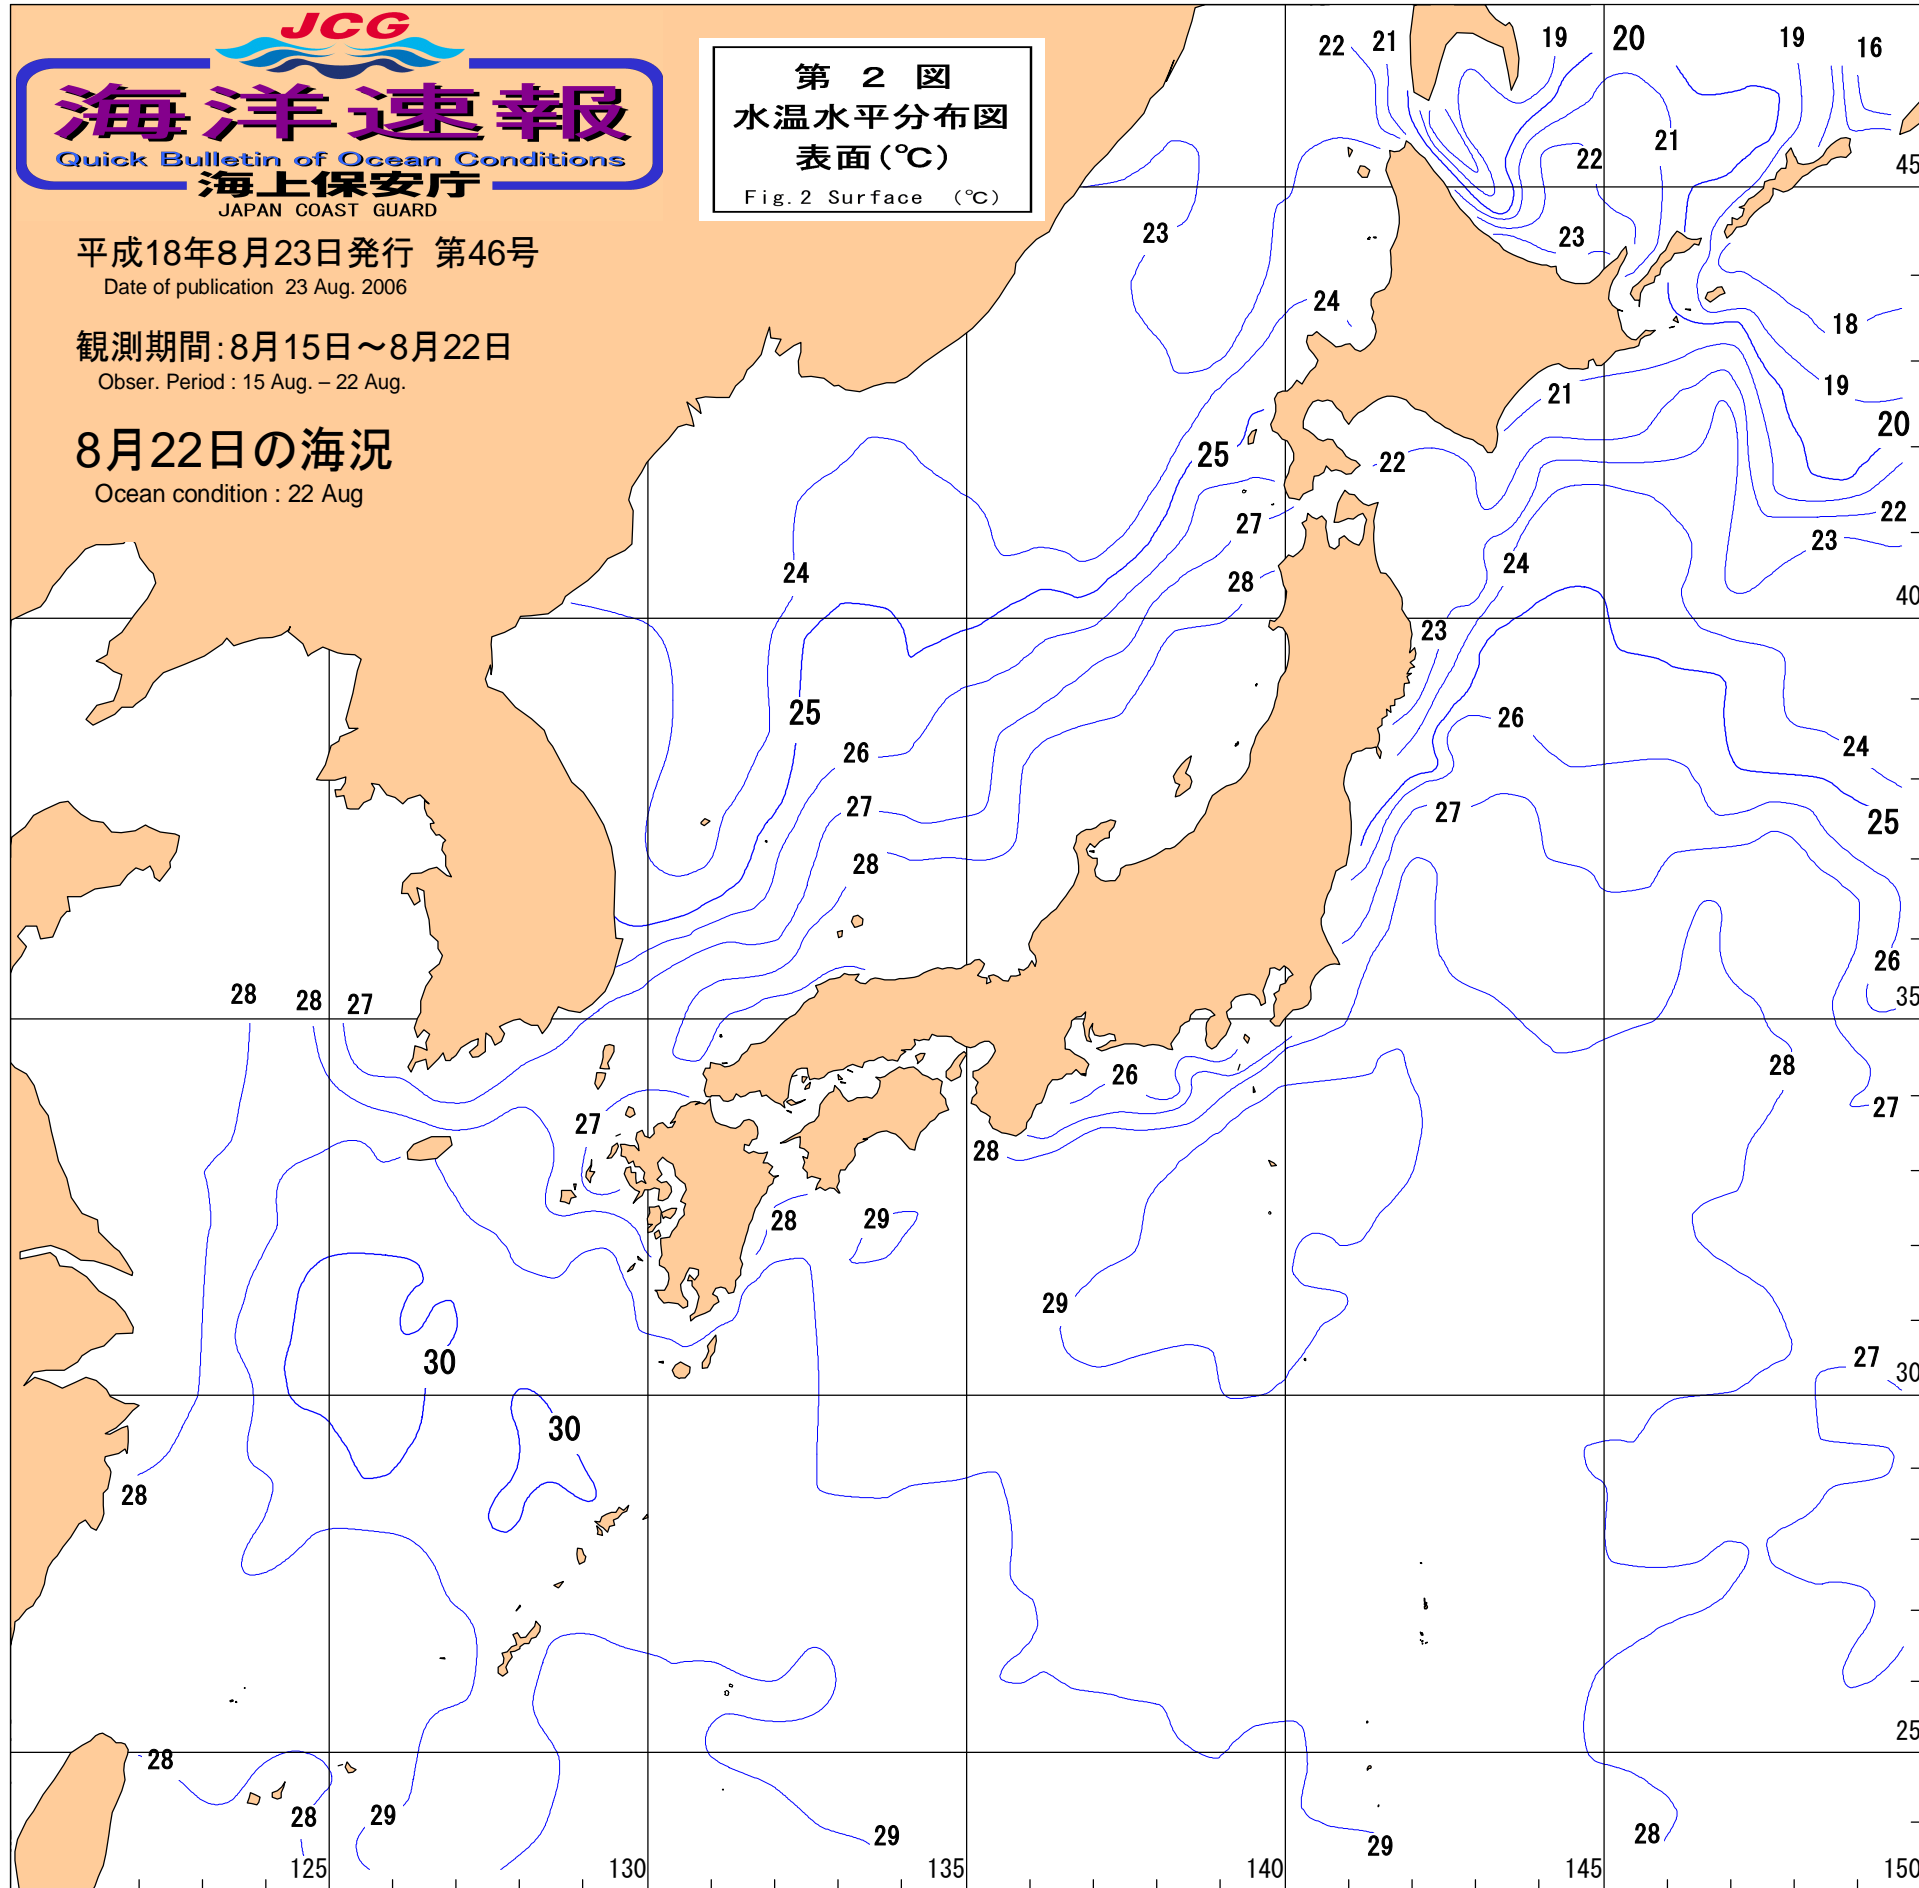 JCG
海洋速報
Quick Bulletin of Ocean Conditions
海上保安庁
JAPAN COAST GUARD
平成18年8月23日発行 第46号
Date of publication 23 Aug. 2006
観測期間:8月15日～8月22日
Obser. Period : 15 Aug. – 22 Aug.
8月22日の海況
Ocean condition : 22 Aug
第 2 図
水温水平分布図
表面(℃)
Fig.2 Surface (℃)
22 21 19 20 19 16
21
22
45
23 23
24 18
21 19
25 22 20
27 22
23
24 24
28 40
23
25 26
26 24
27 27 25
28
26
28 28 27 35
26 28
27 27
28
28 29
29
30 27
30
30
28
25
28
28 29 29 29 28
125 130 135 140 145 150